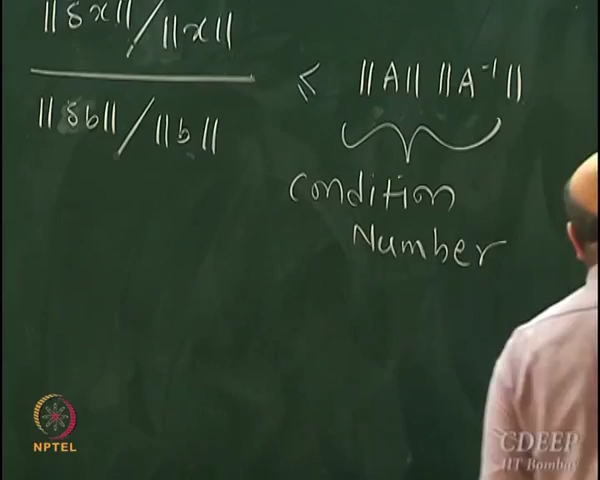 ||δx|| / ||x||
||δb|| / ||b||
≤ ||A|| ||A⁻¹||
Condition
Number
NPTEL
CDEEP
IIT Bombay